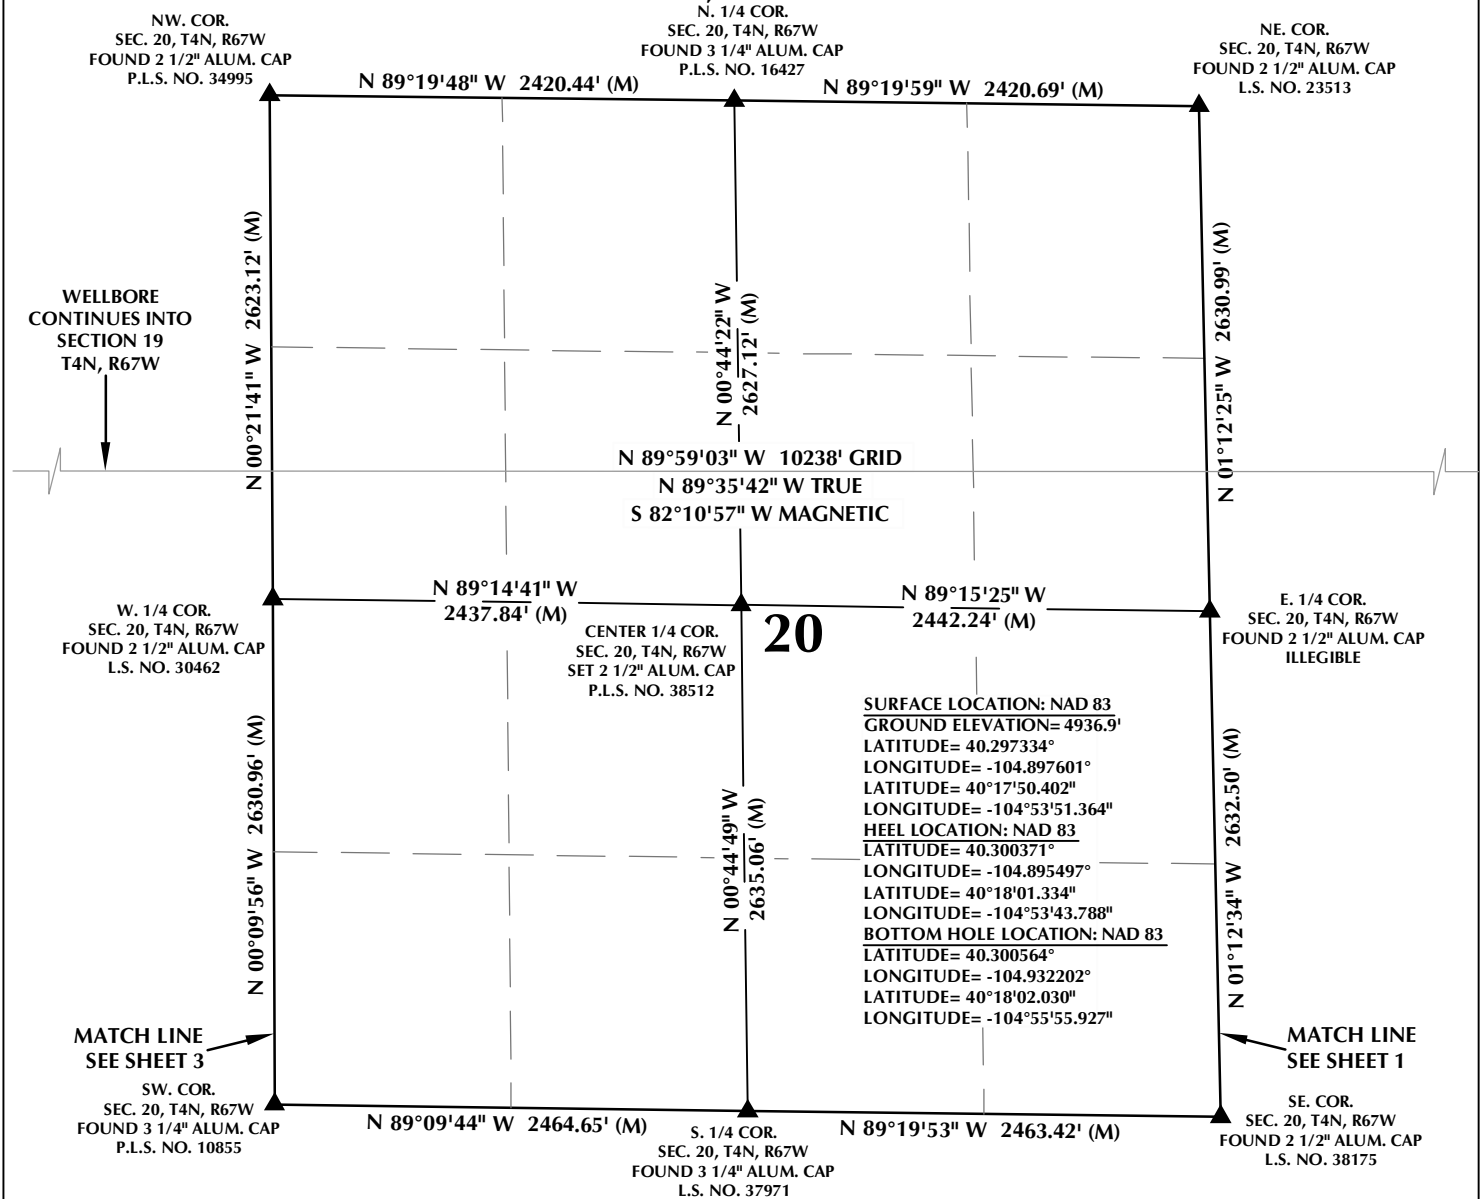 NW. COR.
SEC. 20, T4N, R67W
FOUND 2 1/2" ALUM. CAP
P.L.S. NO. 34995
N. 1/4 COR.
SEC. 20, T4N, R67W
FOUND 3 1/4" ALUM. CAP
P.L.S. NO. 16427
NE. COR.
SEC. 20, T4N, R67W
FOUND 2 1/2" ALUM. CAP
L.S. NO. 23513
N 89°19'48" W 2420.44' (M)
N 89°19'59" W 2420.69' (M)
N 00°21'41" W 2623.12' (M)
N 00°44'22" W
2627.12' (M)
N 01°12'25" W 2630.99' (M)
WELLBORE
CONTINUES INTO
SECTION 19
T4N, R67W
N 89°59'03" W 10238' GRID
N 89°35'42" W TRUE
S 82°10'57" W MAGNETIC
W. 1/4 COR.
SEC. 20, T4N, R67W
FOUND 2 1/2" ALUM. CAP
L.S. NO. 30462
N 89°14'41" W
2437.84' (M)
CENTER 1/4 COR.
SEC. 20, T4N, R67W
SET 2 1/2" ALUM. CAP
P.L.S. NO. 38512
20
N 89°15'25" W
2442.24' (M)
E. 1/4 COR.
SEC. 20, T4N, R67W
FOUND 2 1/2" ALUM. CAP
ILLEGIBLE
N 00°09'56" W 2630.96' (M)
N 00°44'49" W
2635.06' (M)
SURFACE LOCATION: NAD 83
GROUND ELEVATION= 4936.9'
LATITUDE= 40.297334°
LONGITUDE= -104.897601°
LATITUDE= 40°17'50.402"
LONGITUDE= -104°53'51.364"
HEEL LOCATION: NAD 83
LATITUDE= 40.300371°
LONGITUDE= -104.895497°
LATITUDE= 40°18'01.334"
LONGITUDE= -104°53'43.788"
BOTTOM HOLE LOCATION: NAD 83
LATITUDE= 40.300564°
LONGITUDE= -104.932202°
LATITUDE= 40°18'02.030"
LONGITUDE= -104°55'55.927"
N 01°12'34" W 2632.50' (M)
MATCH LINE
SEE SHEET 3
MATCH LINE
SEE SHEET 1
SW. COR.
SEC. 20, T4N, R67W
FOUND 3 1/4" ALUM. CAP
P.L.S. NO. 10855
N 89°09'44" W 2464.65' (M)
S. 1/4 COR.
SEC. 20, T4N, R67W
FOUND 3 1/4" ALUM. CAP
L.S. NO. 37971
N 89°19'53" W 2463.42' (M)
SE. COR.
SEC. 20, T4N, R67W
FOUND 2 1/2" ALUM. CAP
L.S. NO. 38175